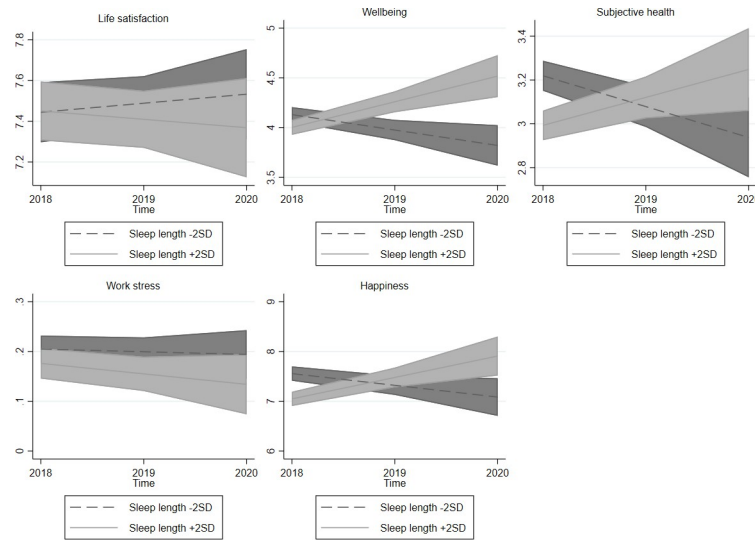 Life satisfaction
7.8
7.6
7.4
7.2
2018
2019
2020
Time
Sleep length -2SD
Sleep length +2SD
Wellbeing
5
4.5
4
3.5
2018
2019
2020
Time
Sleep length -2SD
Sleep length +2SD
Subjective health
3.4
3.2
3
2.8
2018
2019
202
Time
Sleep length -2SD
Sleep length +2SD
Work stress
.3
.2
.1
0
2018
2019
2020
Time
Sleep length -2SD
Sleep length +2SD
Happiness
9
8
7
6
2018
2019
2020
Time
Sleep length -2SD
Sleep length +2SD